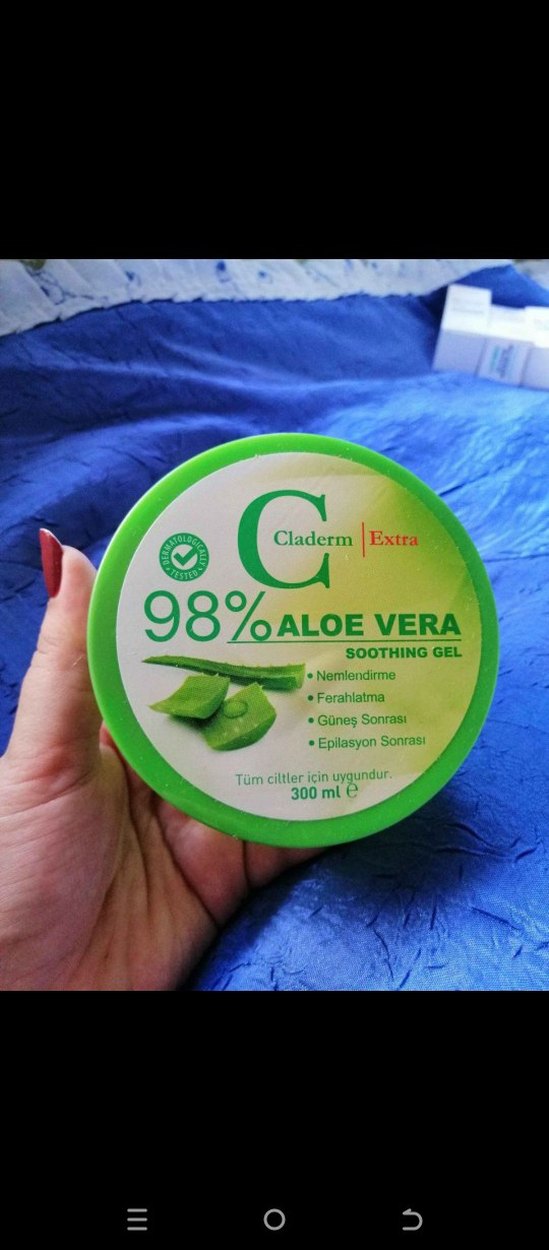 C
Claderm | Extra
DERMATOLOGICALLY
TESTED
98% ALOE VERA
SOOTHING GEL
• Nemlendirme
• Ferahlatma
• Güneş Sonrası
• Epilasyon Sonrası
Tüm ciltler için uygundur.
300 ml e